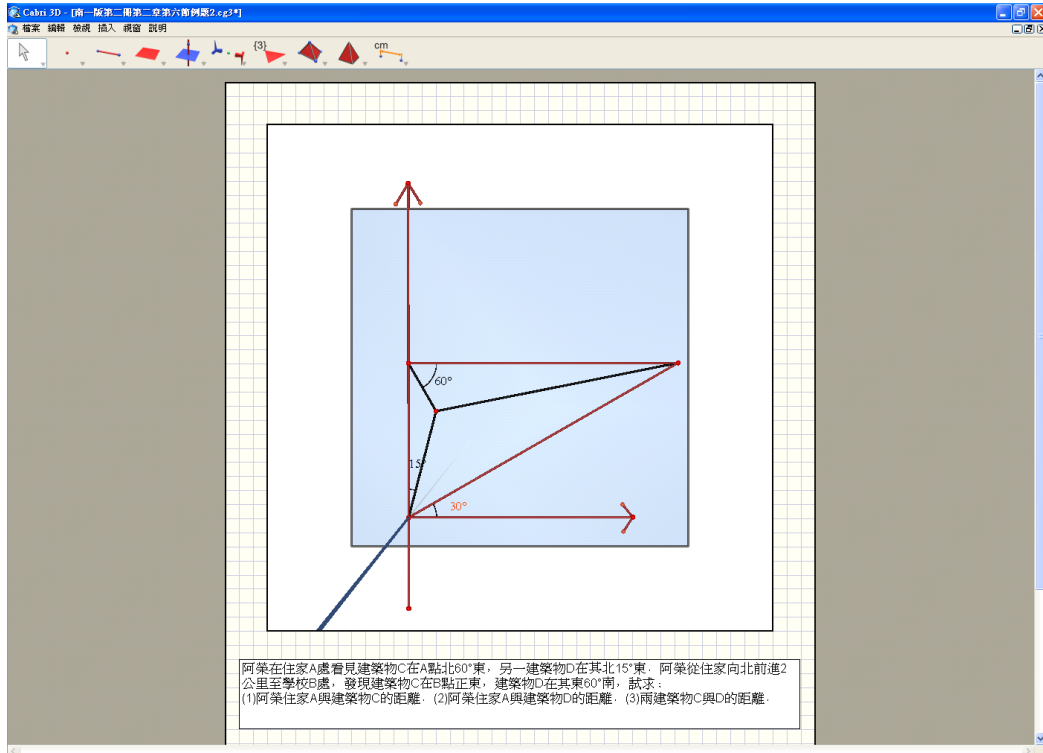 Cabri 3D - [南一版第二冊第二章第六節例題2.cg3*]
檔案 編輯 檢視 插入 視窗 說明
{3}
cm
60°
15°
30°
阿榮在住家A處看見建築物C在A點北60°東，另一建築物D在其北15°東．阿榮從住家向北前進2
公里至學校B處，發現建築物C在B點正東，建築物D在其東60°南，試求：
(1)阿榮住家A與建築物C的距離．(2)阿榮住家A與建築物D的距離．(3)兩建築物C與D的距離．